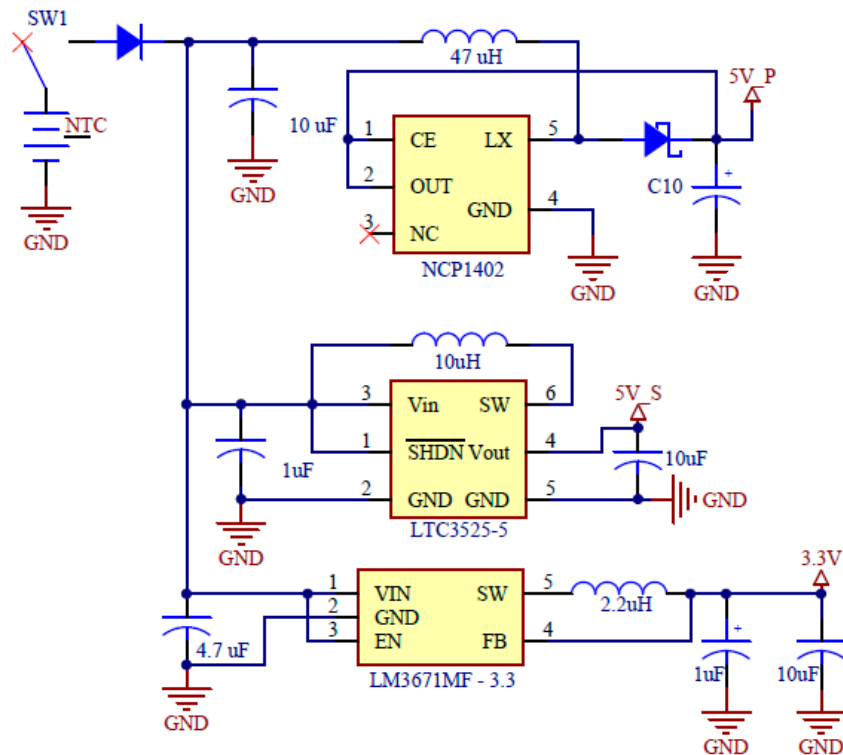 SW1
NTC
GND
10 uF
GND
47 uH
5V_P
1 CE LX 5
2 OUT
GND 4
3 NC
NCP1402
GND
C10
+
GND
10uH
3 Vin SW 6
1 SHDN Vout 4
2 GND GND 5
LTC3525-5
1uF
GND
5V_S
10uF
GND
1 VIN SW 5
2 GND
3 EN FB 4
LM3671MF - 3.3
4.7 uF
GND
2.2uH
3.3V
+
1uF
GND
10uF
GND